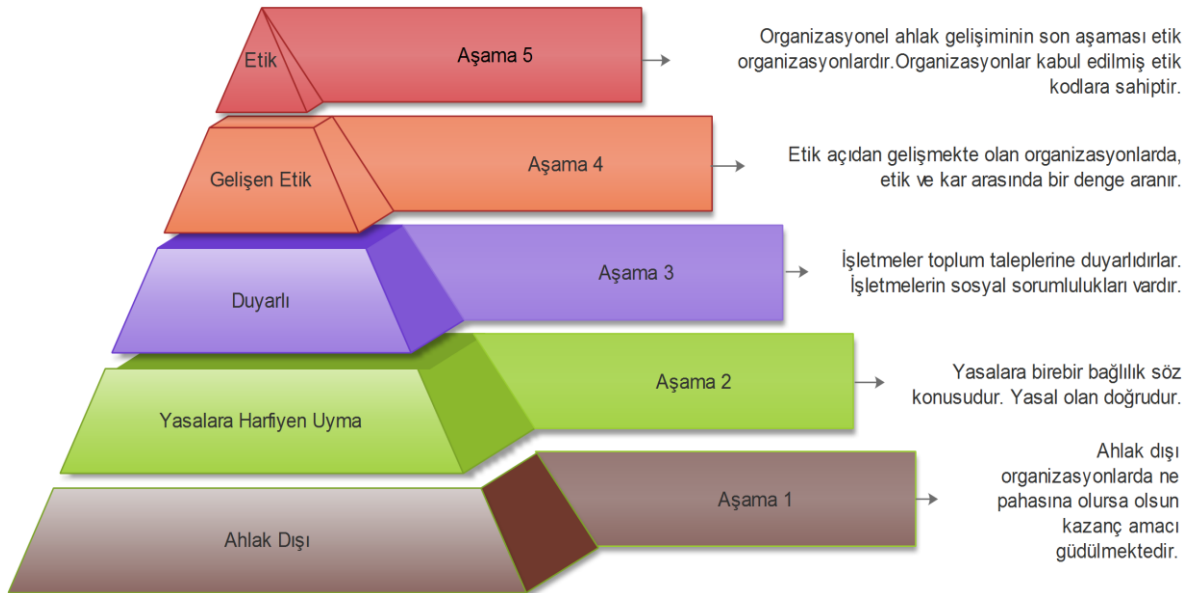 Etik
Aşama 5
Organizasyonel ahlak gelişiminin son aşaması etik
organizasyonlardır.Organizasyonlar kabul edilmiş etik
kodlara sahiptir.
Gelişen Etik
Aşama 4
Etik açıdan gelişmekte olan organizasyonlarda,
etik ve kar arasında bir denge aranır.
Duyarlı
Aşama 3
İşletmeler toplum taleplerine duyarlıdırlar.
İşletmelerin sosyal sorumlulukları vardır.
Yasalara Harfiyen Uyma
Aşama 2
Yasalara birebir bağlılık söz
konusudur. Yasal olan doğrudur.
Ahlak Dışı
Aşama 1
Ahlak dışı
organizasyonlarda ne
pahasına olursa olsun
kazanç amacı
güdülmektedir.